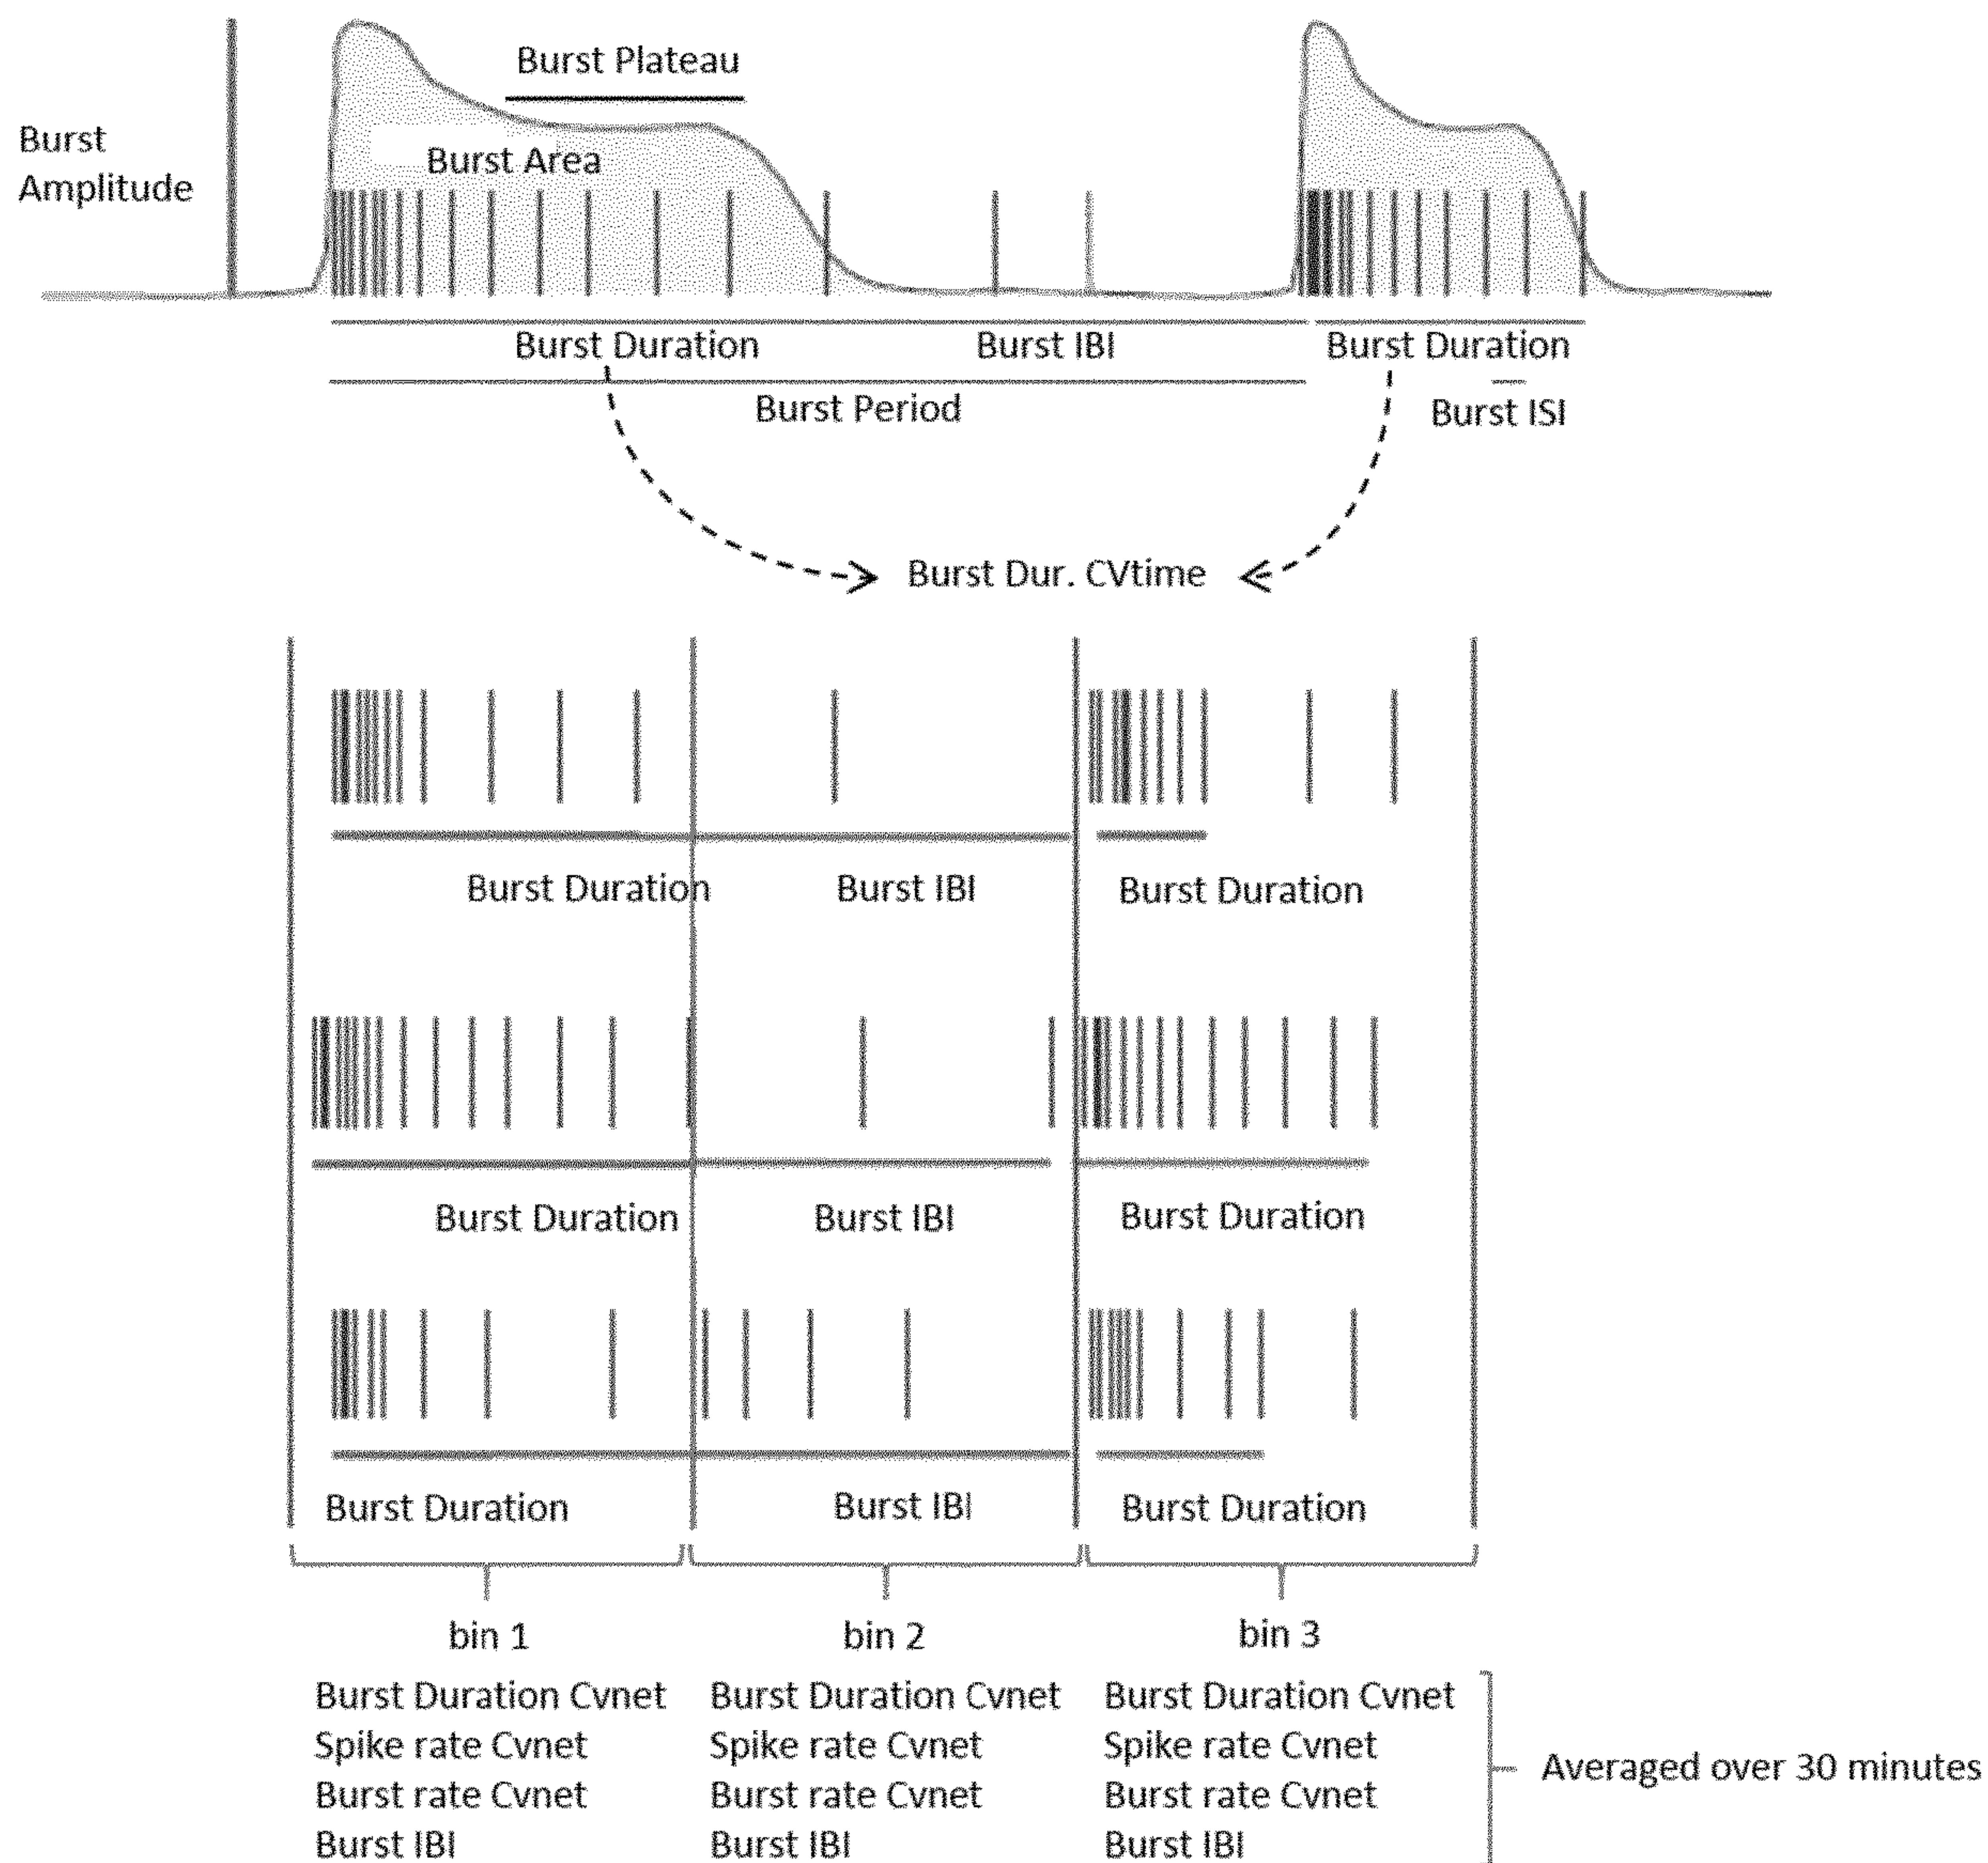 Burst Plateau
Burst
Amplitude
Burst Area
Burst Duration
Burst IBI
Burst Duration
Burst Period
Burst ISI
Burst Dur. CVtime
Burst Duration
Burst IBI
Burst Duration
Burst Duration
Burst IBI
Burst Duration
Burst Duration
Burst IBI
Burst Duration
bin 1
bin 2
bin 3
Burst Duration Cvnet
Spike rate Cvnet
Burst rate Cvnet
Burst IBI
Burst Duration Cvnet
Spike rate Cvnet
Burst rate Cvnet
Burst IBI
Burst Duration Cvnet
Spike rate Cvnet
Burst rate Cvnet
Burst IBI
Averaged over 30 minutes